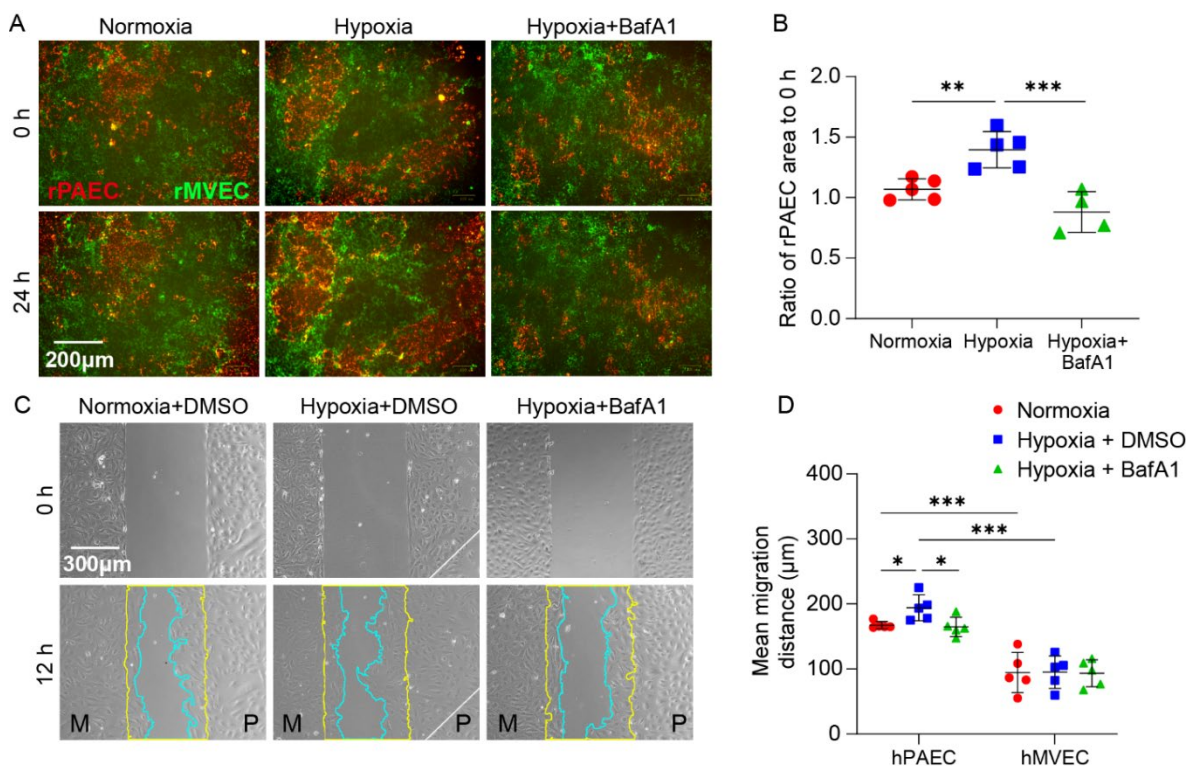 A
Normoxia
Hypoxia
Hypoxia+BafA1
0 h
rPAEC
rMVEC
24 h
200µm
B
Ratio of rPAEC area to 0 h
2.0
**
***
1.5
1.0
0.5
0.0
Normoxia
Hypoxia
Hypoxia+
BafA1
C
Normoxia+DMSO
Hypoxia+DMSO
Hypoxia+BafA1
0 h
300µm
12 h
M
P
M
P
M
P
D
Normoxia
Hypoxia + DMSO
Hypoxia + BafA1
Mean migration
distance (µm)
400
300
200
100
0
***
***
*
*
hPAEC
hMVEC